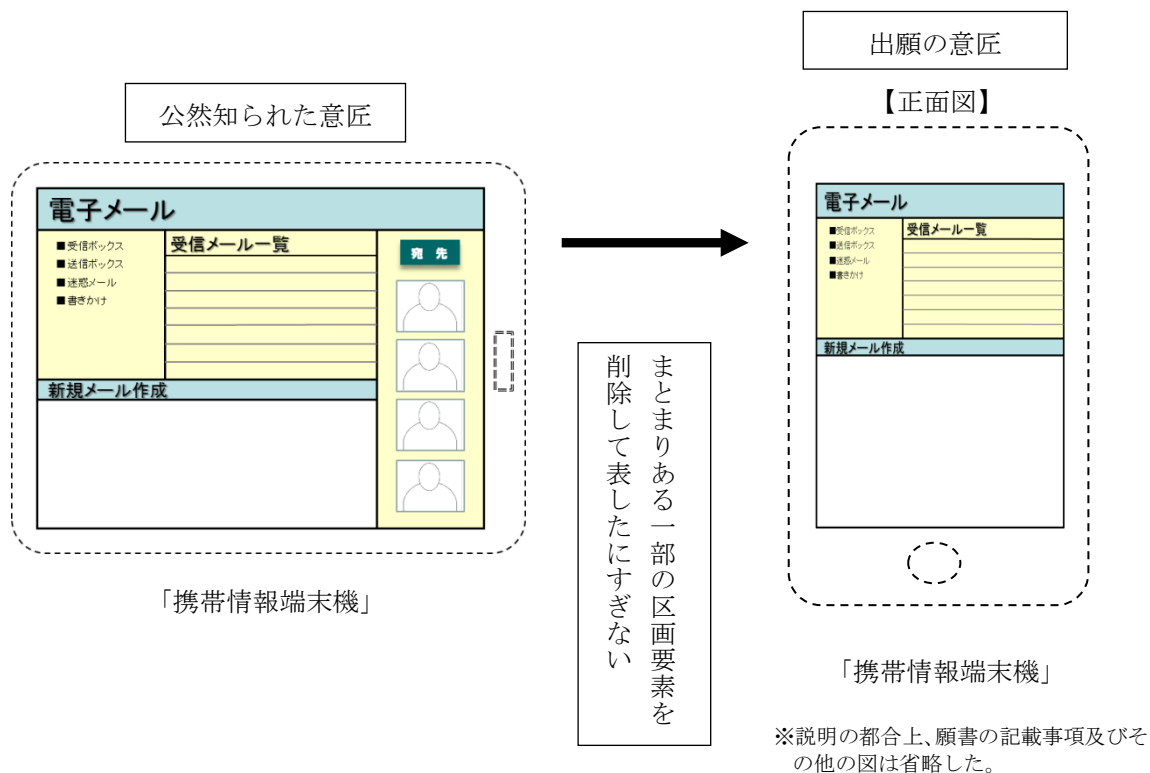 公然知られた意匠
電子メール
■受信ボックス
■送信ボックス
■迷惑メール
■書きかけ
受信メール一覧
宛 先
新規メール作成
「携帯情報端末機」
まとまりある一部の区画要素を
削除して表したにすぎない
出願の意匠
【正面図】
電子メール
■受信ボックス
■送信ボックス
■迷惑メール
■書きかけ
受信メール一覧
新規メール作成
「携帯情報端末機」
※説明の都合上、願書の記載事項及びそ
の他の図は省略した。